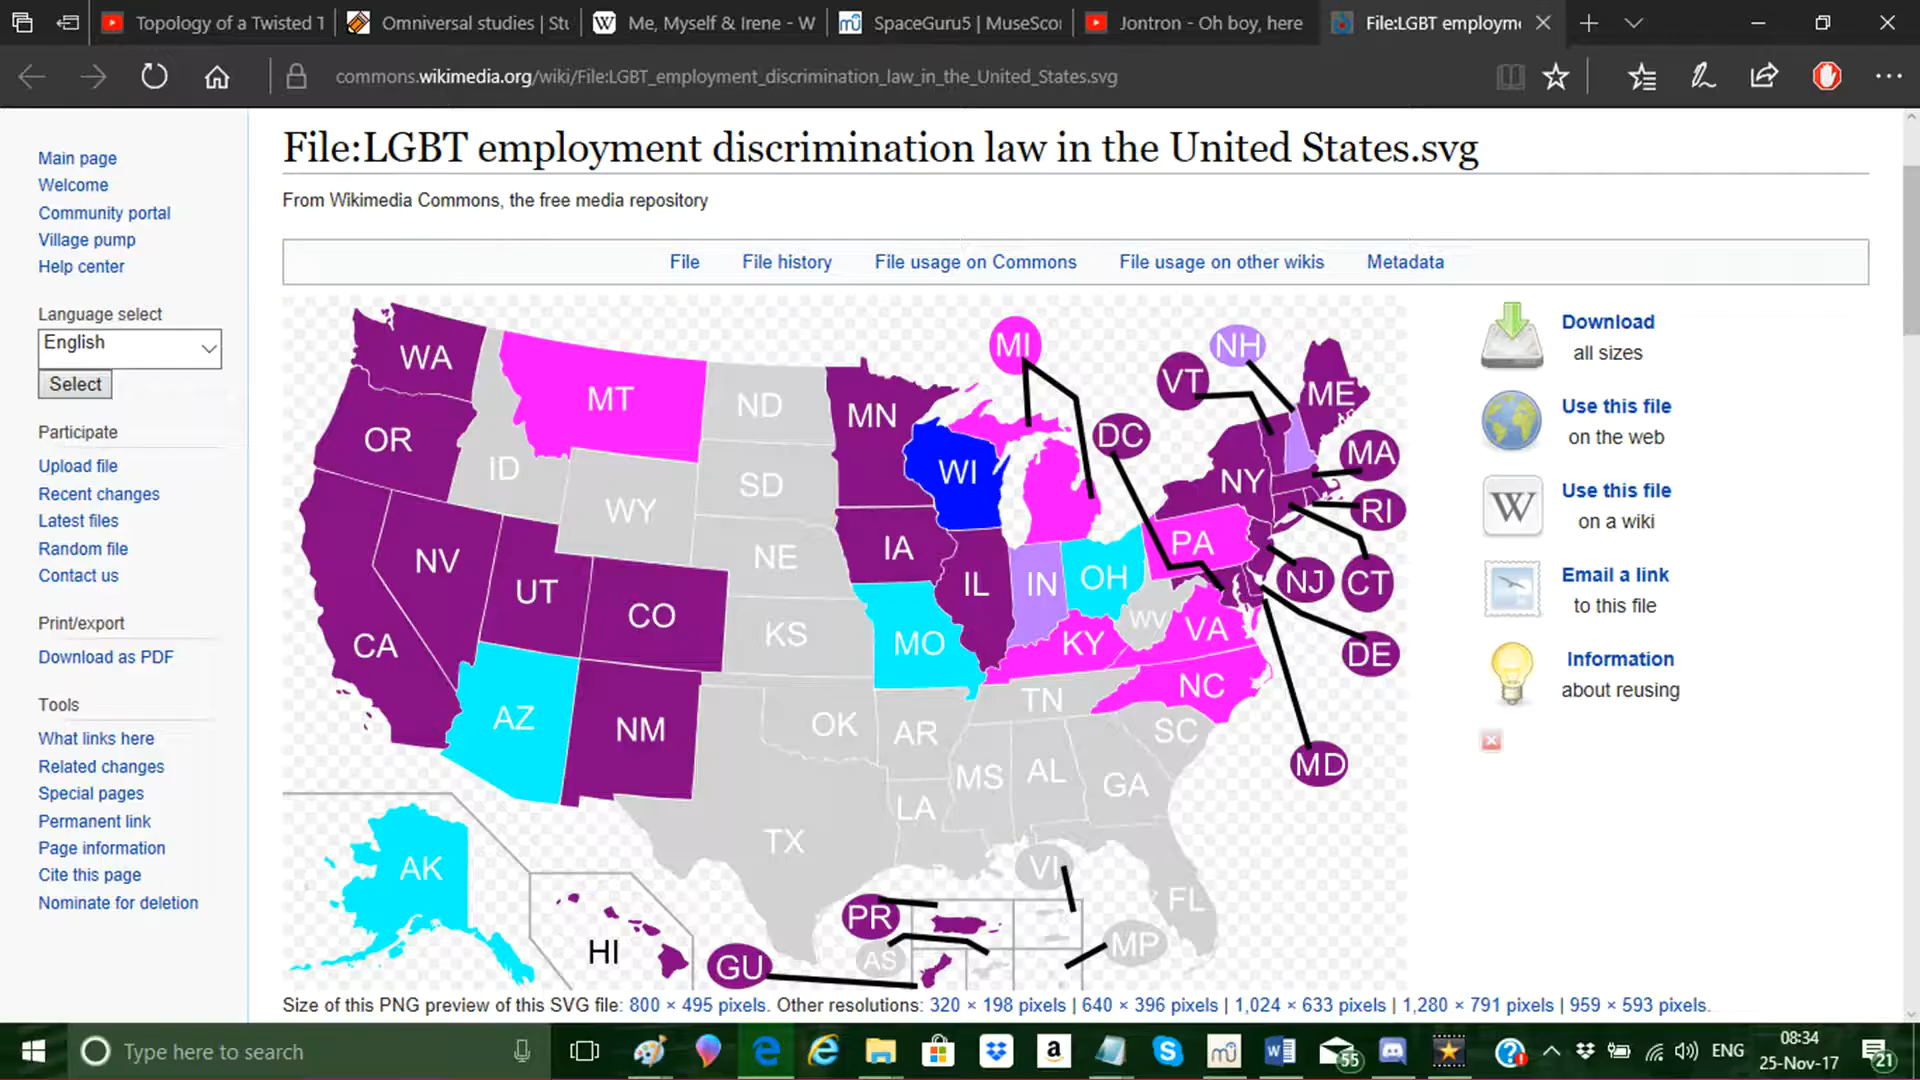 Topology of a Twisted T
Omniversal studies | Stu
Me, Myself & Irene - W
SpaceGuru5 | MuseScor
Jontron - Oh boy, here
File:LGBT employm
commons.wikimedia.org/wiki/File:LGBT_employment_discrimination_law_in_the_United_States.svg
File:LGBT employment discrimination law in the United States.svg
From Wikimedia Commons, the free media repository
Main page
Welcome
Community portal
Village pump
Help center
Language select
English
Select
Participate
Upload file
Recent changes
Latest files
Random file
Contact us
Print/export
Download as PDF
Tools
What links here
Related changes
Special pages
Permanent link
Page information
Cite this page
Nominate for deletion
File File history File usage on Commons File usage on other wikis Metadata
WA
MT
ND
MN
MI
NH
VT
ME
OR
ID
SD
WI
DC
NY
MA
WY
RI
NV
NE
IA
PA
UT
CO
IL
IN
OH
NJ
CT
CA
KS
MO
KY
WV
VA
DE
AZ
NM
OK
AR
TN
NC
SC
MS
AL
GA
MD
LA
TX
AK
VI
FL
HI
PR
AS
MP
GU
Download
all sizes
Use this file
on the web
W
Use this file
on a wiki
Email a link
to this file
Information
about reusing
Size of this PNG preview of this SVG file: 800 × 495 pixels. Other resolutions: 320 × 198 pixels | 640 × 396 pixels | 1,024 × 633 pixels | 1,280 × 791 pixels | 959 × 593 pixels.
Type here to search
55
ENG
08:34
25-Nov-17
21